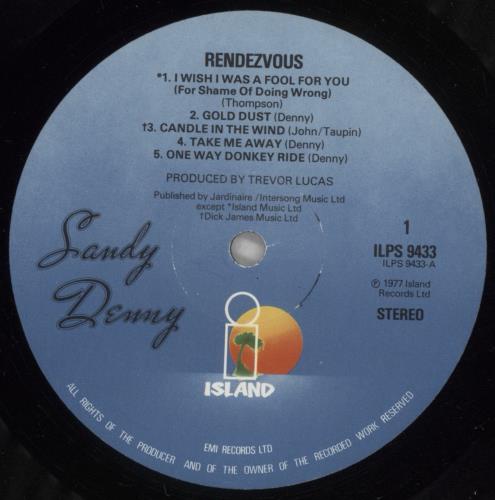 RENDEZVOUS
*1. I WISH I WAS A FOOL FOR YOU
(For Shame Of Doing Wrong)
(Thompson)
2. GOLD DUST (Denny)
†3. CANDLE IN THE WIND (John/Taupin)
4. TAKE ME AWAY (Denny)
5. ONE WAY DONKEY RIDE (Denny)
PRODUCED BY TREVOR LUCAS
Published by Jardinaire /Intersong Music Ltd
except *Island Music Ltd
†Dick James Music Ltd
Sandy
Denny
1
ILPS 9433
ILPS 9433-A
℗ 1977 Island
Records Ltd
STEREO
i
ISLAND
EMI RECORDS LTD
ALL RIGHTS OF THE PRODUCER AND OF THE OWNER OF THE RECORDED WORK RESERVED